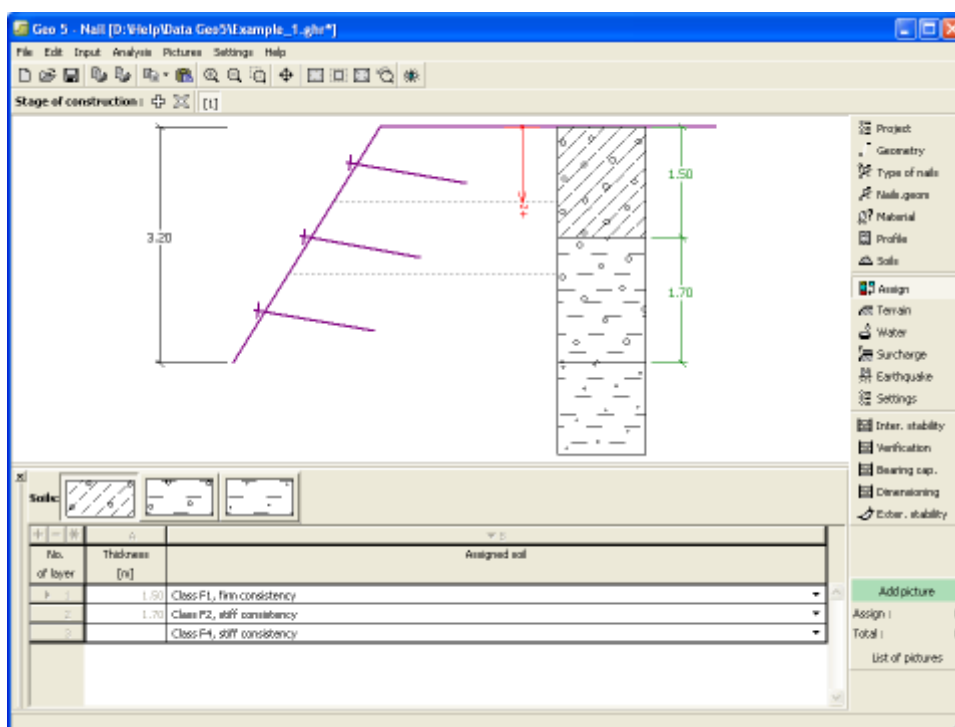 Geo 5 - Nail [D:\Help\Data Geo5\Example_1.ghr*]
File Edit Input Analysis Pictures Settings Help
Stage of construction : [1]
Project
Geometry
Type of nails
Nails geom
Material
Profile
Soils
Assign
Terrain
Water
Surcharge
Earthquake
Settings
Inter. stability
Verification
Bearing cap.
Dimensioning
Exter. stability
3.20
+z
1.50
1.70
Soils:
A B
No. of layer Thickness [m] Assigned soil
1 1.50 Class F1, firm consistency
2 1.70 Class F2, stiff consistency
3 Class F4, stiff consistency
Add picture
Assign :
Total :
List of pictures